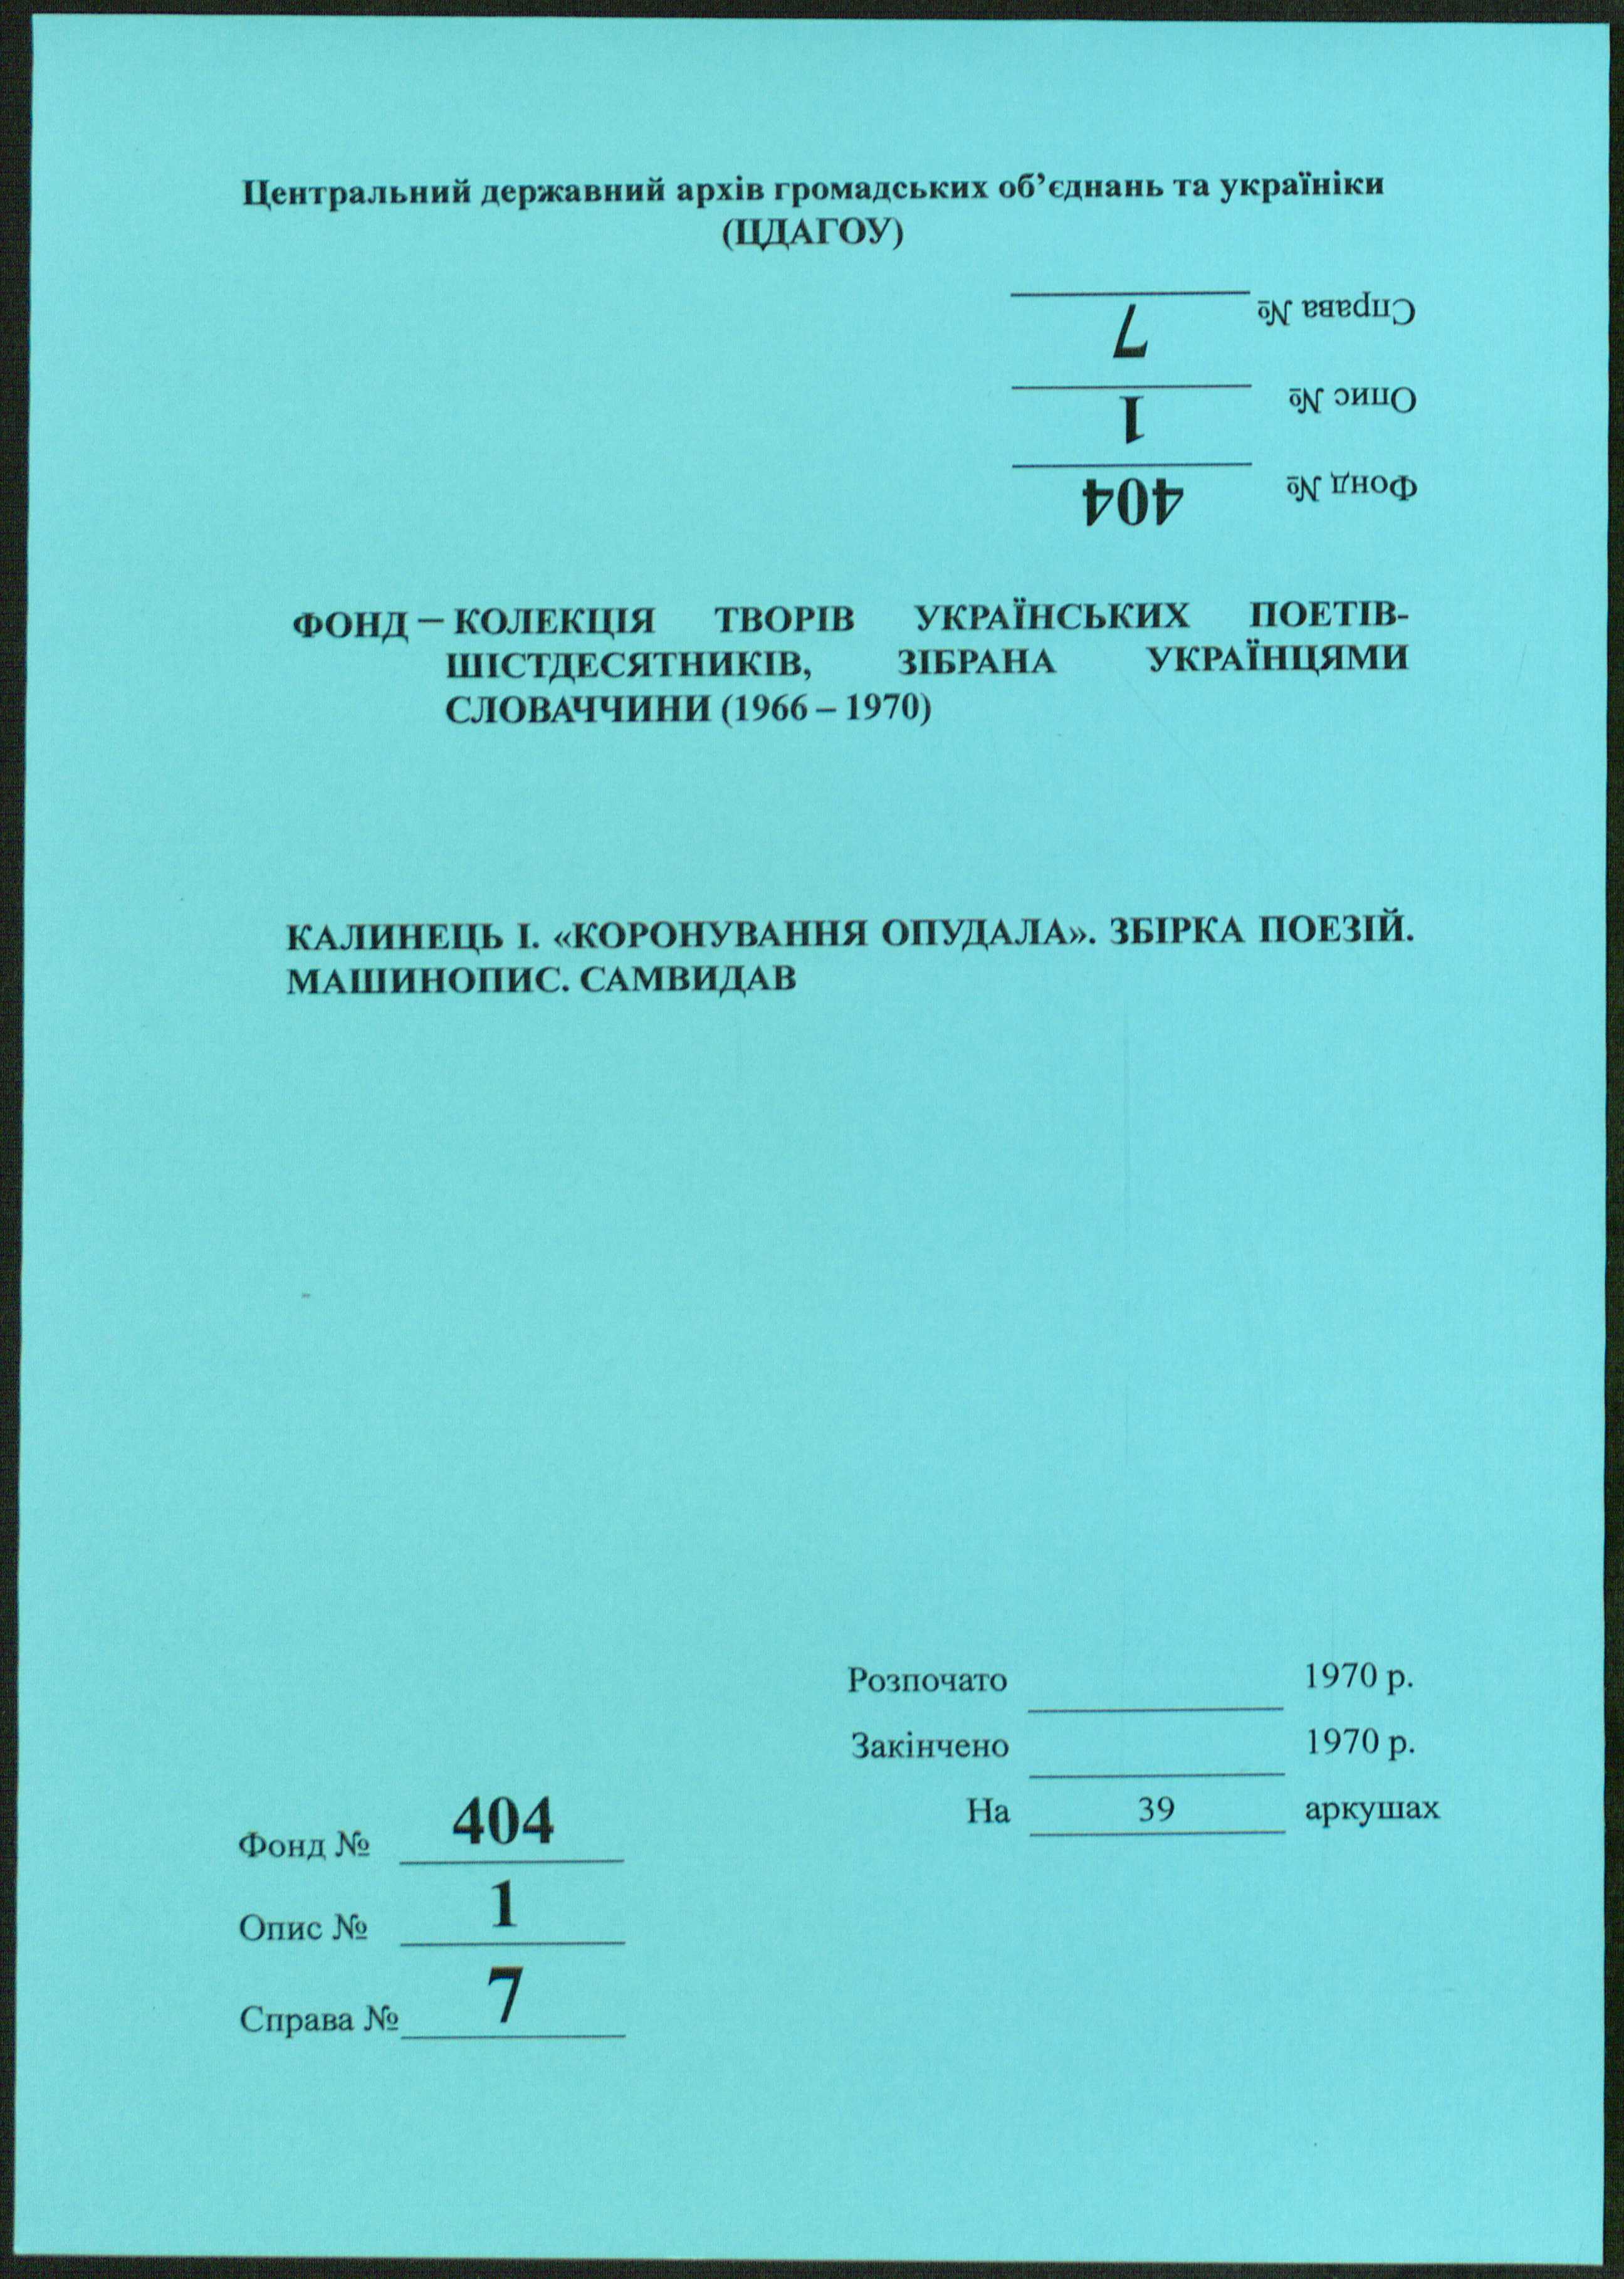 Центральний державний архів громадських об’єднань та україніки
(ЦДАГОУ)
Справа № 7
Опис № 1
Фонд № 404
ФОНД – КОЛЕКЦІЯ ТВОРІВ УКРАЇНСЬКИХ ПОЕТІВ-
ШІСТДЕСЯТНИКІВ, ЗІБРАНА УКРАЇНЦЯМИ
СЛОВАЧЧИНИ (1966 – 1970)
КАЛИНЕЦЬ І. «КОРОНУВАННЯ ОПУДАЛА». ЗБІРКА ПОЕЗІЙ.
МАШИНОПИС. САМВИДАВ
Розпочато 1970 р.
Закінчено 1970 р.
На 39 аркушах
Фонд № 404
Опис № 1
Справа № 7